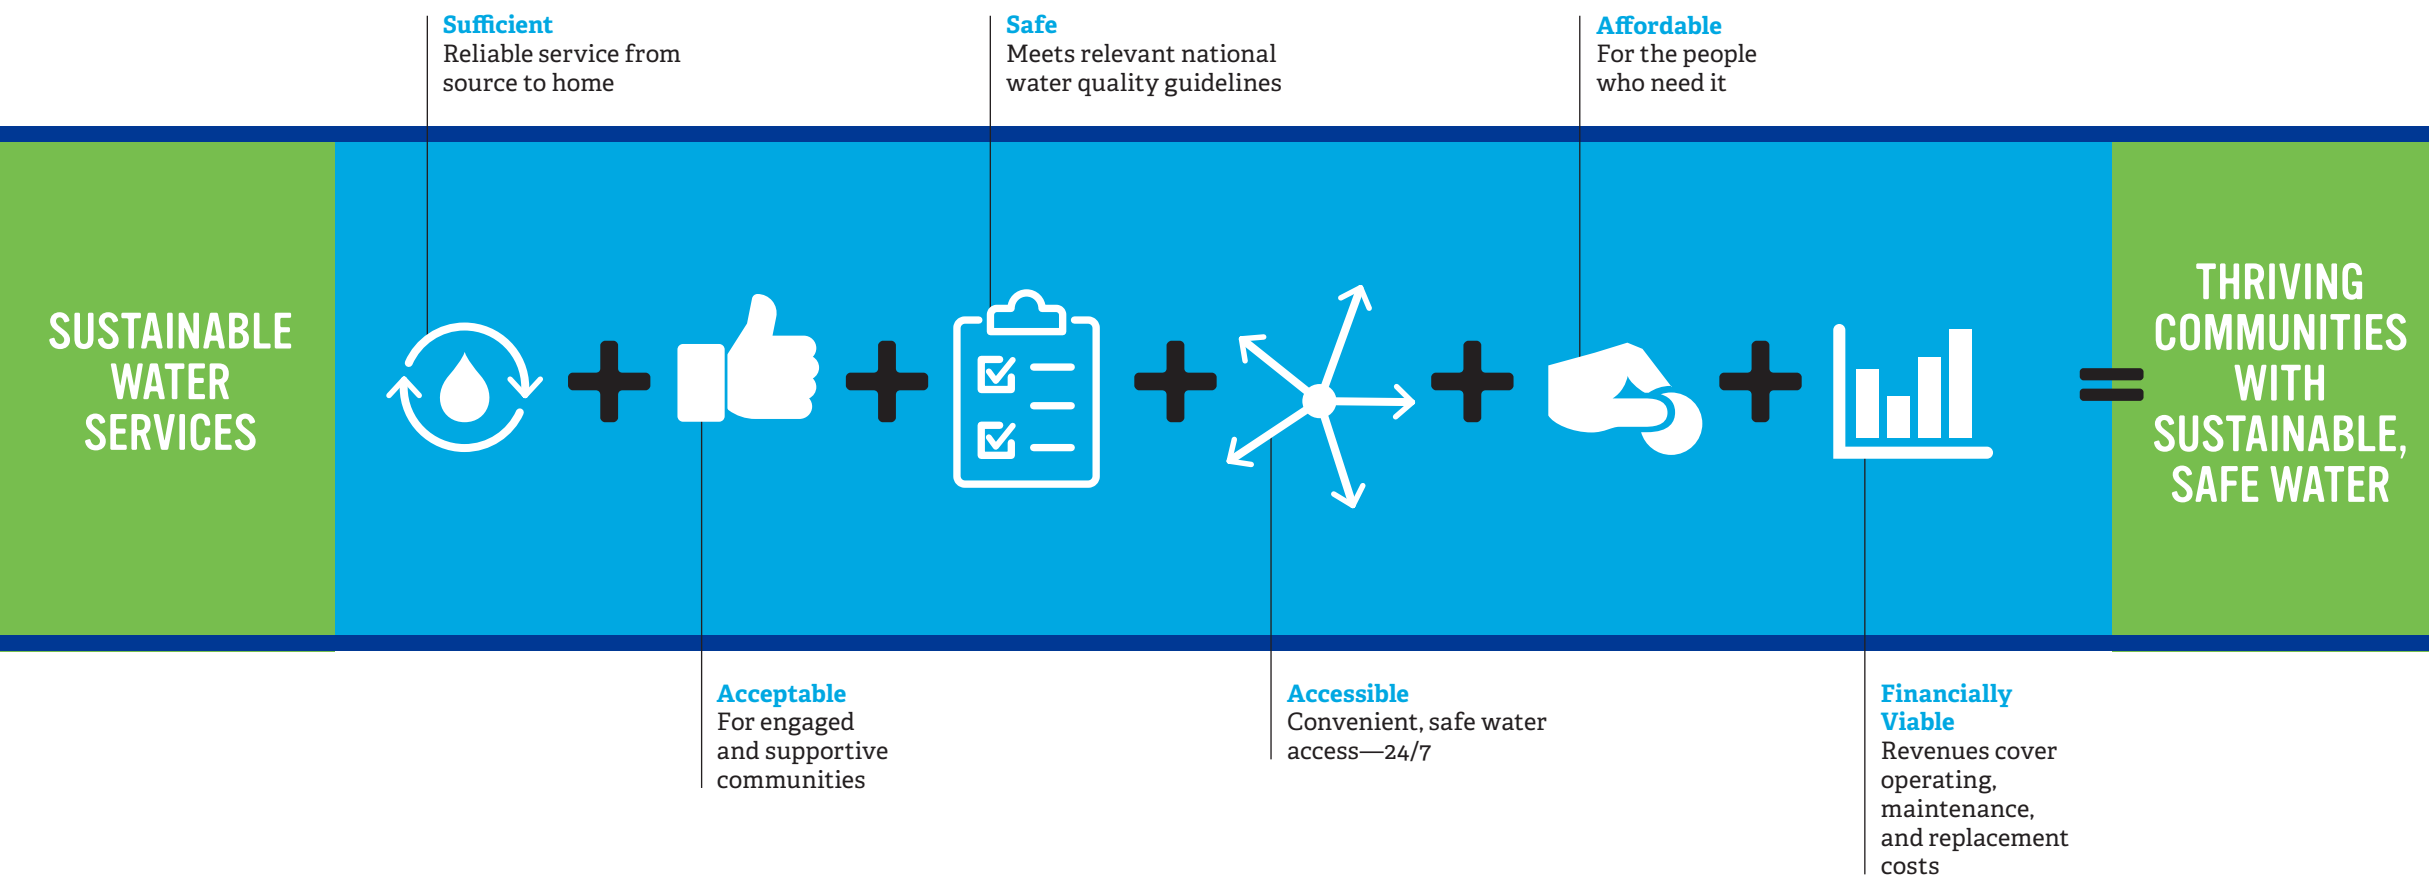 Sufficient
Reliable service from
source to home
Safe
Meets relevant national
water quality guidelines
Affordable
For the people
who need it
SUSTAINABLE
WATER
SERVICES
THRIVING
COMMUNITIES
WITH
SUSTAINABLE,
SAFE WATER
Acceptable
For engaged
and supportive
communities
Accessible
Convenient, safe water
access—24/7
Financially
Viable
Revenues cover
operating,
maintenance,
and replacement
costs